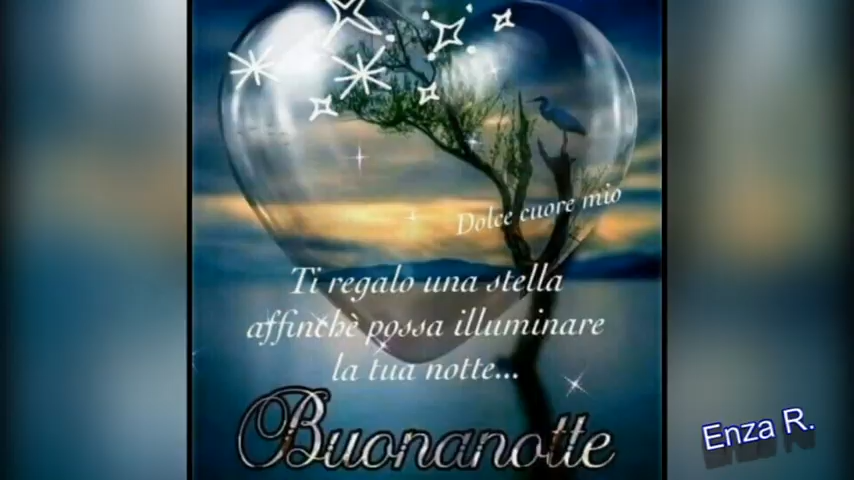 Dolce cuore mio
Ti regalo una stella
affinchè possa illuminare
la tua notte...
Buonanotte
Enza R.